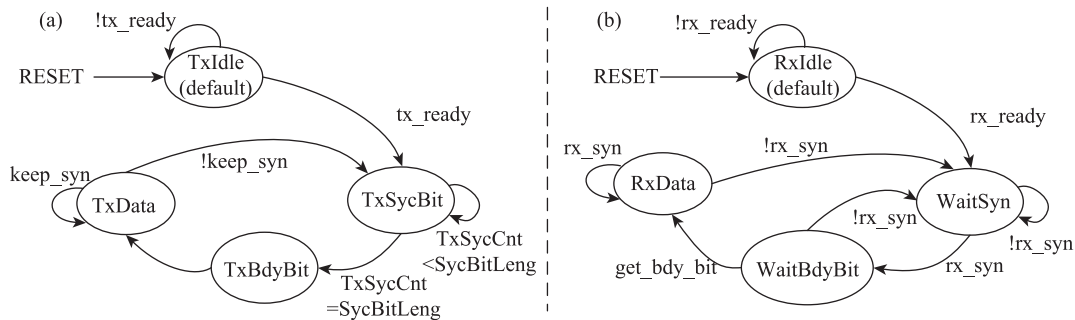 (a)
!tx_ready
TxIdle
(default)
RESET
tx_ready
!keep_syn
keep_syn
TxData
TxSycBit
TxSycCnt
<SycBitLeng
TxBdyBit
TxSycCnt
=SycBitLeng
(b)
!rx_ready
RxIdle
(default)
RESET
rx_ready
!rx_syn
rx_syn
RxData
WaitSyn
!rx_syn
!rx_syn
get_bdy_bit
WaitBdyBit
rx_syn